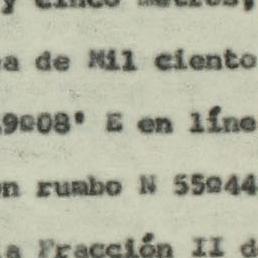 y cinco metros,
a de Mil ciento
9º08' E en líne
n rumbo N 55º44
a Fracción II d